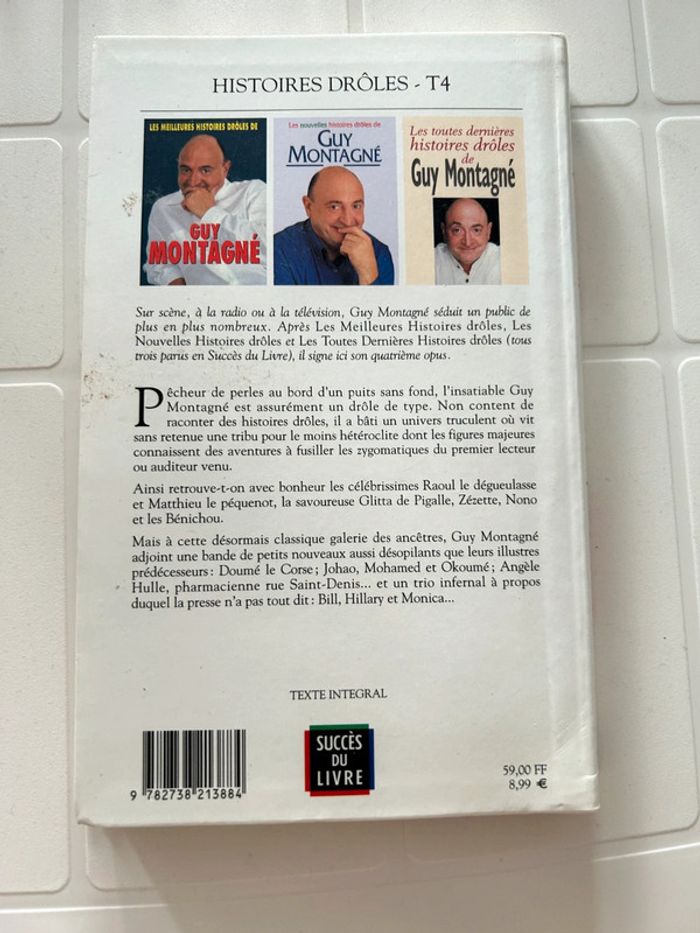 HISTOIRES DRÔLES - T4
LES MEILLEURES HISTOIRES DRÔLES DE
GUY
MONTAGNÉ
Les nouvelles histoires drôles de
GUY
MONTAGNÉ
Les toutes dernières
histoires drôles
de
Guy Montagné
Sur scène, à la radio ou à la télévision, Guy Montagné séduit un public de
plus en plus nombreux. Après Les Meilleures Histoires drôles, Les
Nouvelles Histoires drôles et Les Toutes Dernières Histoires drôles (tous
trois parus en Succès du Livre), il signe ici son quatrième opus.
Pêcheur de perles au bord d'un puits sans fond, l'insatiable Guy
Montagné est assurément un drôle de type. Non content de
raconter des histoires drôles, il a bâti un univers truculent où vit
sans retenue une tribu pour le moins hétéroclite dont les figures majeures
connaissent des aventures à fusiller les zygomatiques du premier lecteur
ou auditeur venu.
Ainsi retrouve-t-on avec bonheur les célébrissimes Raoul le dégueulasse
et Matthieu le péquenot, la savoureuse Glitta de Pigalle, Zézette, Nono
et les Bénichou.
Mais à cette désormais classique galerie des ancêtres, Guy Montagné
adjoint une bande de petits nouveaux aussi désopilants que leurs illustres
prédécesseurs : Doumé le Corse ; Johao, Mohamed et Okoumé ; Angèle
Hulle, pharmacienne rue Saint-Denis... et un trio infernal à propos
duquel la presse n'a pas tout dit : Bill, Hillary et Monica...
TEXTE INTEGRAL
9 782738 213884
SUCCÈS
DU
LIVRE
59,00 FF
8,99 €